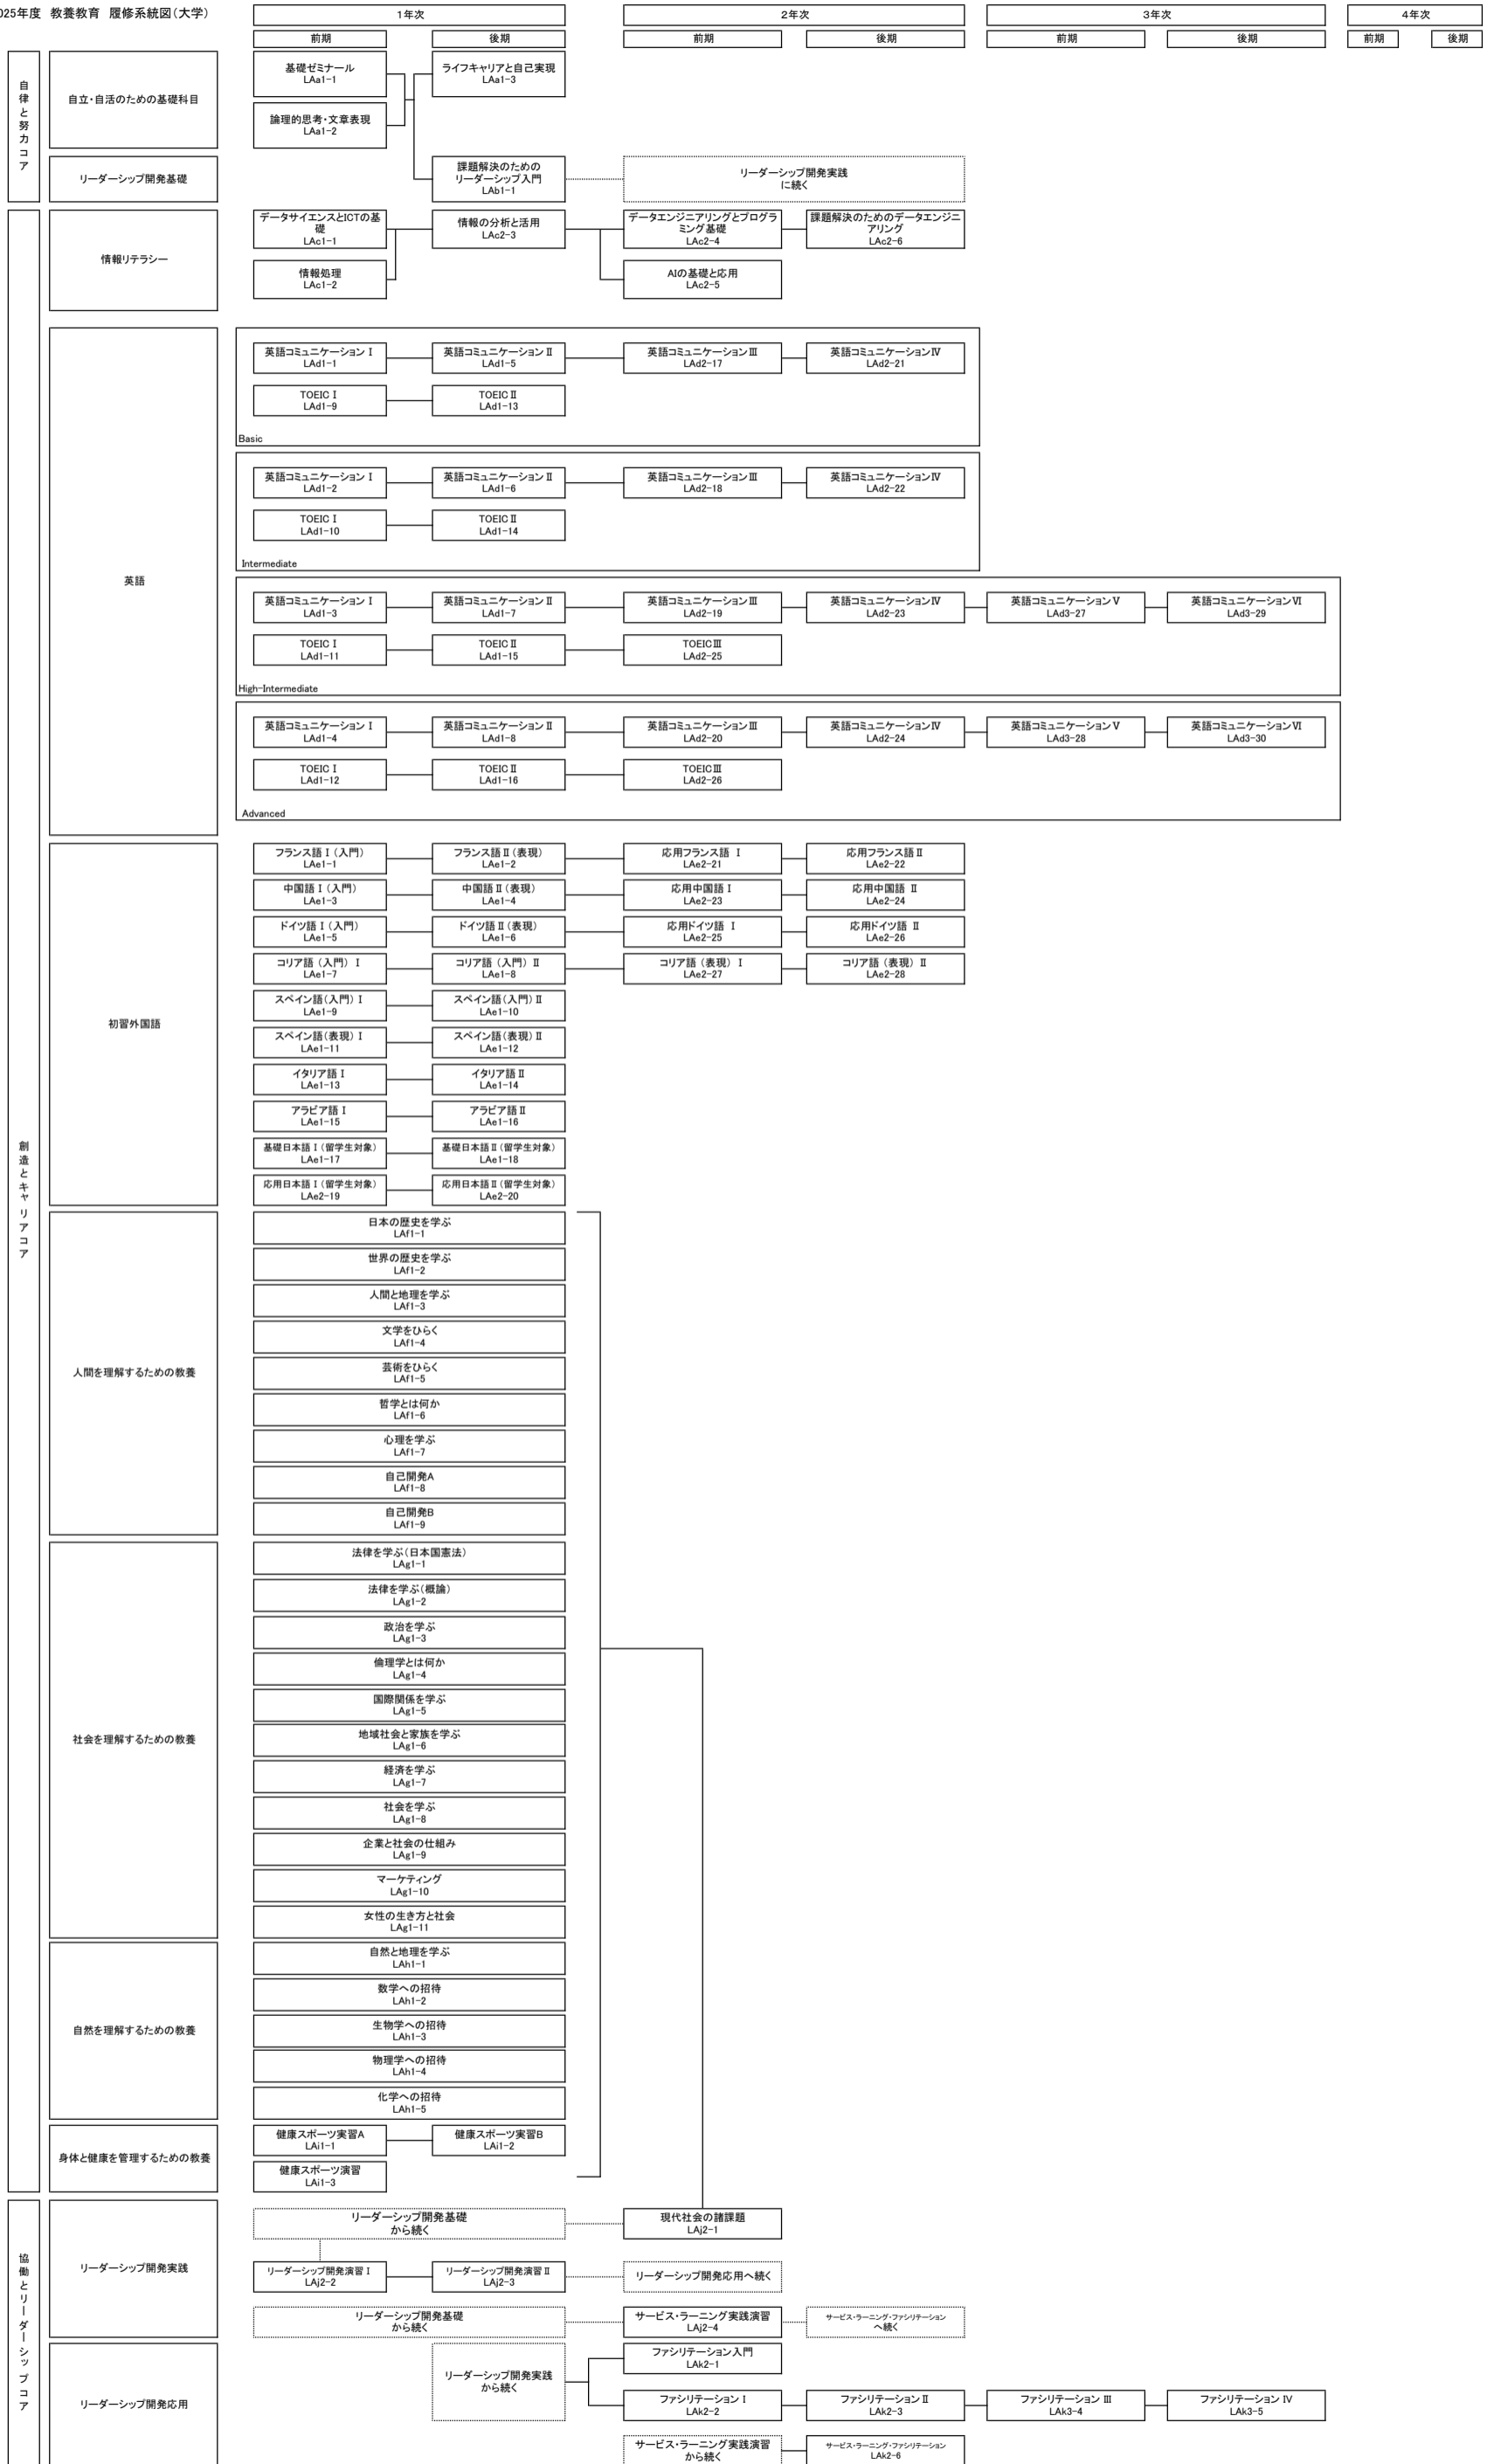 025年度 教養教育 履修系統図(大学)
1年次
2年次
3年次
4年次
前期
後期
前期
後期
前期
後期
前期
後期
自律と努力コア
自立・自活のための基礎科目
基礎ゼミナール
LAa1-1
ライフキャリアと自己実現
LAa1-3
論理的思考・文章表現
LAa1-2
リーダーシップ開発基礎
課題解決のための
リーダーシップ入門
LAb1-1
リーダーシップ開発実践
に続く
創造とキャリアコア
情報リテラシー
データサイエンスとICTの基
礎
LAc1-1
情報の分析と活用
LAc2-3
データエンジニアリングとプログラ
ミング基礎
LAc2-4
課題解決のためのデータエンジニ
アリング
LAc2-6
情報処理
LAc1-2
AIの基礎と応用
LAc2-5
英語
英語コミュニケーションⅠ
LAd1-1
英語コミュニケーションⅡ
LAd1-5
英語コミュニケーションⅢ
LAd2-17
英語コミュニケーションⅣ
LAd2-21
TOEICⅠ
LAd1-9
TOEICⅡ
LAd1-13
Basic
英語コミュニケーションⅠ
LAd1-2
英語コミュニケーションⅡ
LAd1-6
英語コミュニケーションⅢ
LAd2-18
英語コミュニケーションⅣ
LAd2-22
TOEICⅠ
LAd1-10
TOEICⅡ
LAd1-14
Intermediate
英語コミュニケーションⅠ
LAd1-3
英語コミュニケーションⅡ
LAd1-7
英語コミュニケーションⅢ
LAd2-19
英語コミュニケーションⅣ
LAd2-23
英語コミュニケーションⅤ
LAd3-27
英語コミュニケーションⅥ
LAd3-29
TOEICⅠ
LAd1-11
TOEICⅡ
LAd1-15
TOEICⅢ
LAd2-25
High-Intermediate
英語コミュニケーションⅠ
LAd1-4
英語コミュニケーションⅡ
LAd1-8
英語コミュニケーションⅢ
LAd2-20
英語コミュニケーションⅣ
LAd2-24
英語コミュニケーションⅤ
LAd3-28
英語コミュニケーションⅥ
LAd3-30
TOEICⅠ
LAd1-12
TOEICⅡ
LAd1-16
TOEICⅢ
LAd2-26
Advanced
初習外国語
フランス語Ⅰ(入門)
LAe1-1
フランス語Ⅱ(表現)
LAe1-2
応用フランス語 Ⅰ
LAe2-21
応用フランス語Ⅱ
LAe2-22
中国語Ⅰ(入門)
LAe1-3
中国語Ⅱ(表現)
LAe1-4
応用中国語Ⅰ
LAe2-23
応用中国語 Ⅱ
LAe2-24
ドイツ語Ⅰ(入門)
LAe1-5
ドイツ語Ⅱ(表現)
LAe1-6
応用ドイツ語 Ⅰ
LAe2-25
応用ドイツ語 Ⅱ
LAe2-26
コリア語(入門) Ⅰ
LAe1-7
コリア語(入門) Ⅱ
LAe1-8
コリア語(表現) Ⅰ
LAe2-27
コリア語(表現) Ⅱ
LAe2-28
スペイン語(入門)Ⅰ
LAe1-9
スペイン語(入門)Ⅱ
LAe1-10
スペイン語(表現)Ⅰ
LAe1-11
スペイン語(表現)Ⅱ
LAe1-12
イタリア語Ⅰ
LAe1-13
イタリア語Ⅱ
LAe1-14
アラビア語Ⅰ
LAe1-15
アラビア語Ⅱ
LAe1-16
基礎日本語Ⅰ(留学生対象)
LAe1-17
基礎日本語Ⅱ(留学生対象)
LAe1-18
応用日本語Ⅰ(留学生対象)
LAe2-19
応用日本語Ⅱ(留学生対象)
LAe2-20
人間を理解するための教養
日本の歴史を学ぶ
LAf1-1
世界の歴史を学ぶ
LAf1-2
人間と地理を学ぶ
LAf1-3
文学をひらく
LAf1-4
芸術をひらく
LAf1-5
哲学とは何か
LAf1-6
心理を学ぶ
LAf1-7
自己開発A
LAf1-8
自己開発B
LAf1-9
社会を理解するための教養
法律を学ぶ(日本国憲法)
LAg1-1
法律を学ぶ(概論)
LAg1-2
政治を学ぶ
LAg1-3
倫理学とは何か
LAg1-4
国際関係を学ぶ
LAg1-5
地域社会と家族を学ぶ
LAg1-6
経済を学ぶ
LAg1-7
社会を学ぶ
LAg1-8
企業と社会の仕組み
LAg1-9
マーケティング
LAg1-10
女性の生き方と社会
LAg1-11
自然を理解するための教養
自然と地理を学ぶ
LAh1-1
数学への招待
LAh1-2
生物学への招待
LAh1-3
物理学への招待
LAh1-4
化学への招待
LAh1-5
身体と健康を管理するための教養
健康スポーツ実習A
LAi1-1
健康スポーツ実習B
LAi1-2
健康スポーツ演習
LAi1-3
協働とリーダーシップコア
リーダーシップ開発実践
リーダーシップ開発基礎
から続く
現代社会の諸課題
LAj2-1
リーダーシップ開発演習Ⅰ
LAj2-2
リーダーシップ開発演習Ⅱ
LAj2-3
リーダーシップ開発応用へ続く
リーダーシップ開発基礎
から続く
サービス・ラーニング実践演習
LAj2-4
サービス・ラーニング・ファシリテーション
へ続く
リーダーシップ開発応用
リーダーシップ開発実践
から続く
ファシリテーション入門
LAk2-1
ファシリテーションⅠ
LAk2-2
ファシリテーションⅡ
LAk2-3
ファシリテーション Ⅲ
LAk3-4
ファシリテーション Ⅳ
LAk3-5
サービス・ラーニング実践演習
から続く
サービス・ラーニング・ファシリテーション
LAk2-6